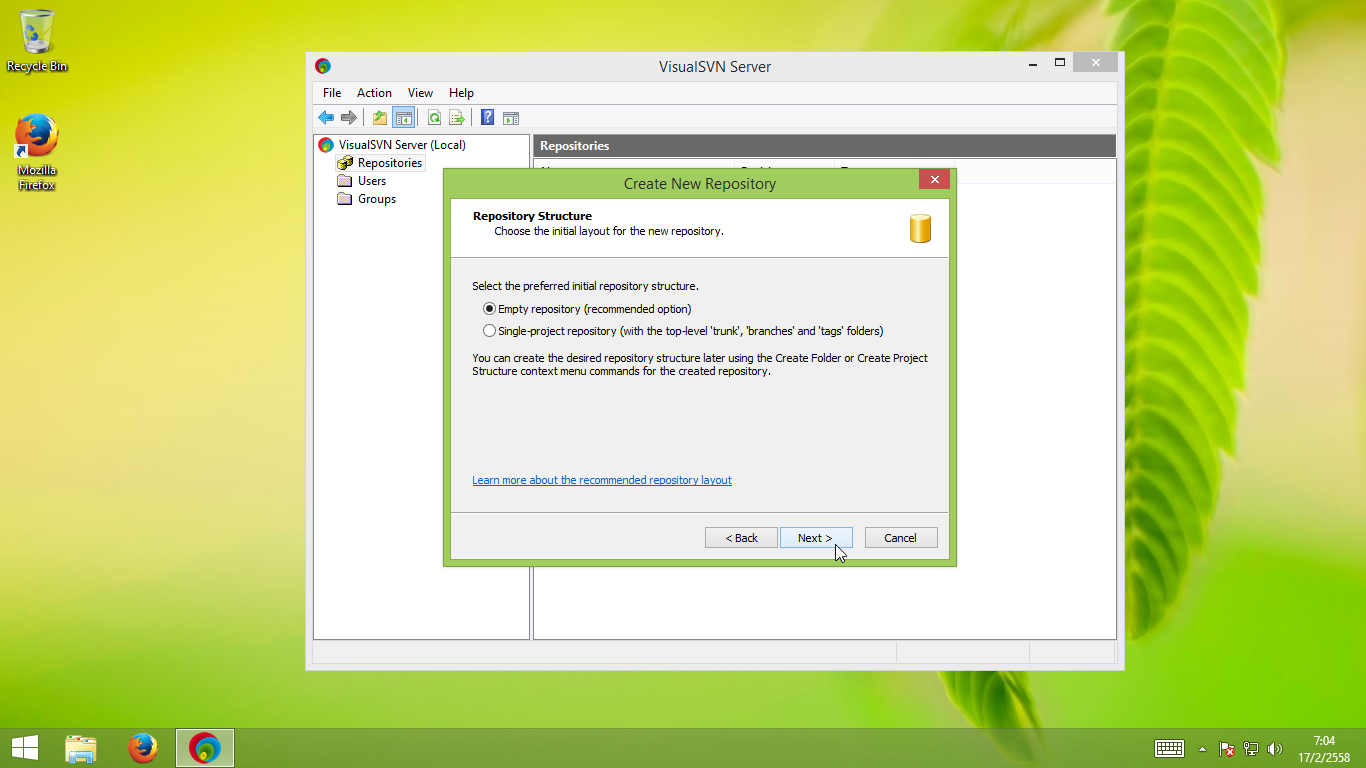 Recycle Bin
Mozilla
Firefox
VisualSVN Server
File Action View Help
VisualSVN Server (Local)
Repositories
Users
Groups
Repositories
Create New Repository
Repository Structure
Choose the initial layout for the new repository.
Select the preferred initial repository structure.
Empty repository (recommended option)
Single-project repository (with the top-level 'trunk', 'branches' and 'tags' folders)
You can create the desired repository structure later using the Create Folder or Create Project
Structure context menu commands for the created repository.
Learn more about the recommended repository layout
< Back Next > Cancel
7:04
17/2/2558